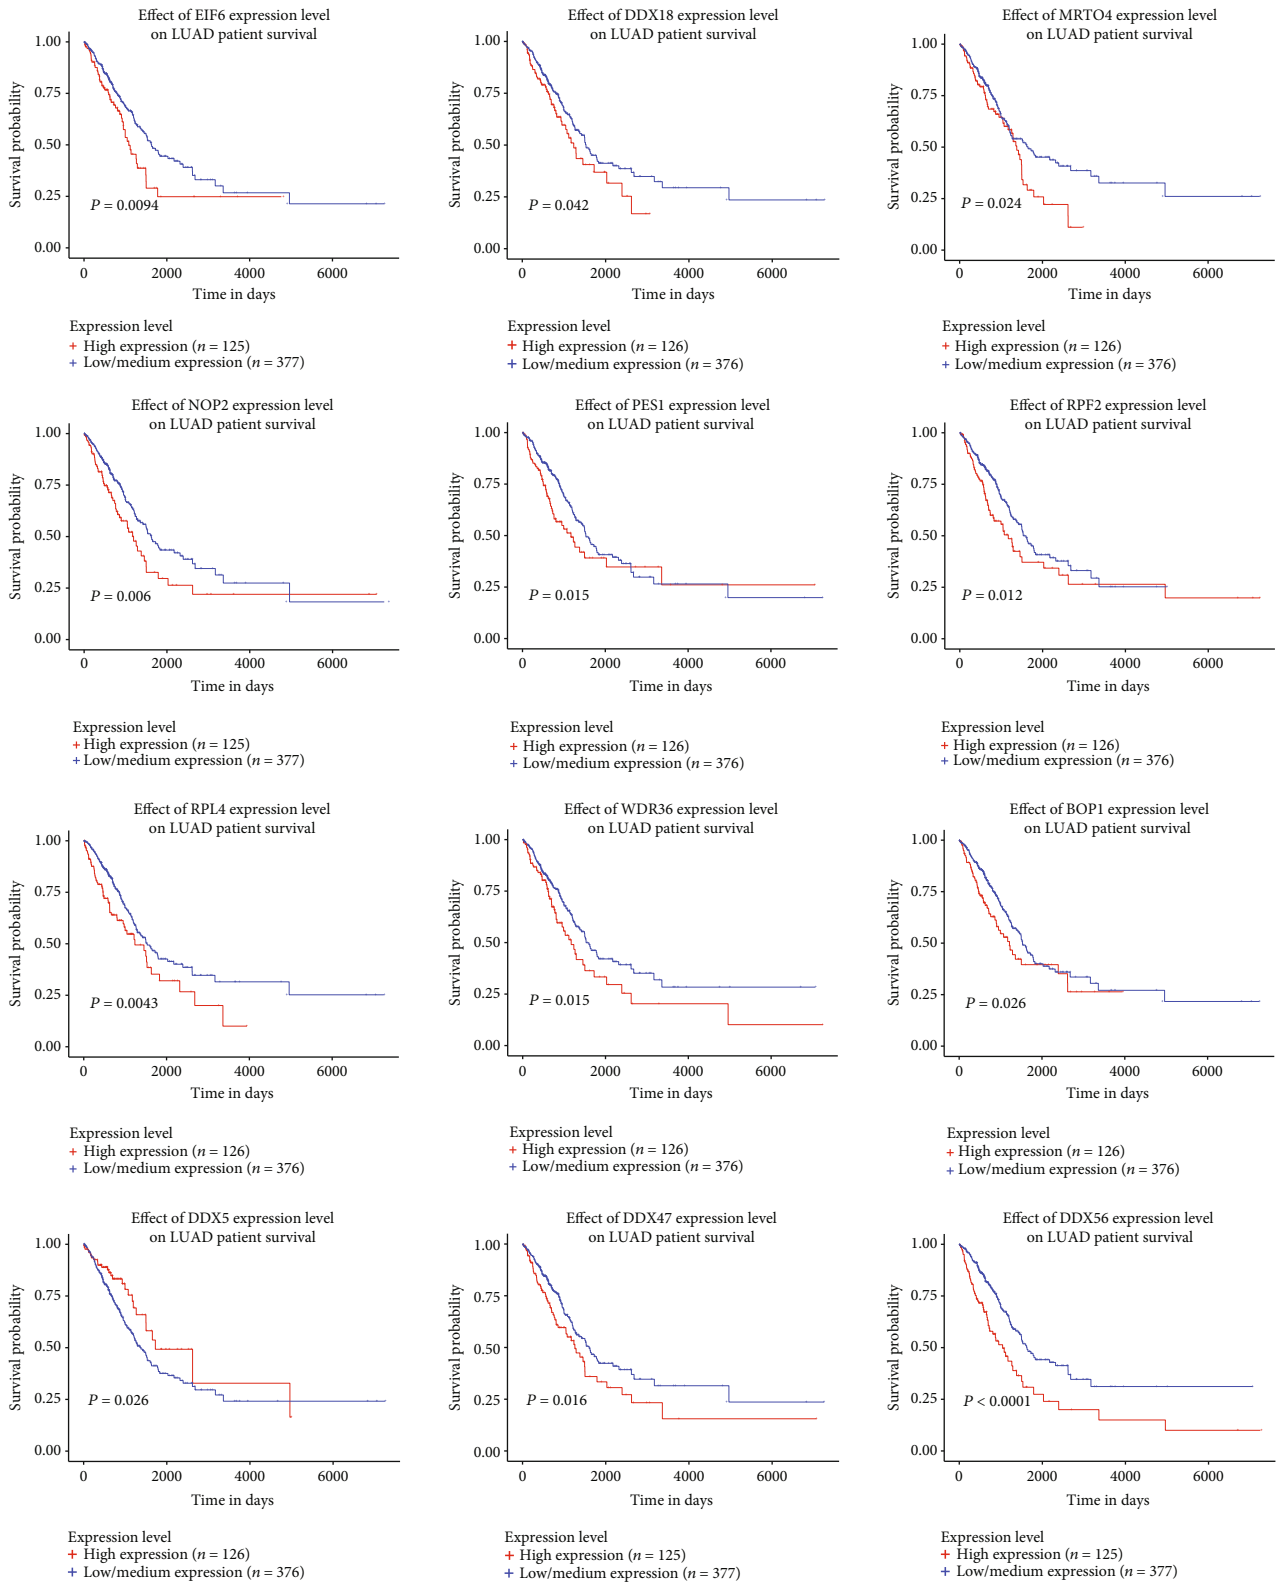 Effect of EIF6 expression level
on LUAD patient survival
1.00
0.75
0.50
0.25
0.00
Survival probability
P = 0.0094
0 2000 4000 6000
Time in days
Expression level
+ High expression (n = 125)
+ Low/medium expression (n = 377)
Effect of DDX18 expression level
on LUAD patient survival
1.00
0.75
0.50
0.25
0.00
Survival probability
P = 0.042
0 2000 4000 6000
Time in days
Expression level
+ High expression (n = 126)
+ Low/medium expression (n = 376)
Effect of MRTO4 expression level
on LUAD patient survival
1.00
0.75
0.50
0.25
0.00
Survival probability
P = 0.024
0 2000 4000 6000
Time in days
Expression level
+ High expression (n = 126)
+ Low/medium expression (n = 376)
Effect of NOP2 expression level
on LUAD patient survival
1.00
0.75
0.50
0.25
0.00
Survival probability
P = 0.006
0 2000 4000 6000
Time in days
Expression level
+ High expression (n = 125)
+ Low/medium expression (n = 377)
Effect of PES1 expression level
on LUAD patient survival
1.00
0.75
0.50
0.25
0.00
Survival probability
P = 0.015
0 2000 4000 6000
Time in days
Expression level
+ High expression (n = 126)
+ Low/medium expression (n = 376)
Effect of RPF2 expression level
on LUAD patient survival
1.00
0.75
0.50
0.25
0.00
Survival probability
P = 0.012
0 2000 4000 6000
Time in days
Expression level
+ High expression (n = 126)
+ Low/medium expression (n = 376)
Effect of RPL4 expression level
on LUAD patient survival
1.00
0.75
0.50
0.25
0.00
Survival probability
P = 0.0043
0 2000 4000 6000
Time in days
Expression level
+ High expression (n = 126)
+ Low/medium expression (n = 376)
Effect of WDR36 expression level
on LUAD patient survival
1.00
0.75
0.50
0.25
0.00
Survival probability
P = 0.015
0 2000 4000 6000
Time in days
Expression level
+ High expression (n = 126)
+ Low/medium expression (n = 376)
Effect of BOP1 expression level
on LUAD patient survival
1.00
0.75
0.50
0.25
0.00
Survival probability
P = 0.026
0 2000 4000 6000
Time in days
Expression level
+ High expression (n = 126)
+ Low/medium expression (n = 376)
Effect of DDX5 expression level
on LUAD patient survival
1.00
0.75
0.50
0.25
0.00
Survival probability
P = 0.026
0 2000 4000 6000
Time in days
Expression level
+ High expression (n = 126)
+ Low/medium expression (n = 376)
Effect of DDX47 expression level
on LUAD patient survival
1.00
0.75
0.50
0.25
0.00
Survival probability
P = 0.016
0 2000 4000 6000
Time in days
Expression level
+ High expression (n = 125)
+ Low/medium expression (n = 377)
Effect of DDX56 expression level
on LUAD patient survival
1.00
0.75
0.50
0.25
0.00
Survival probability
P < 0.0001
0 2000 4000 6000
Time in days
Expression level
+ High expression (n = 125)
+ Low/medium expression (n = 377)